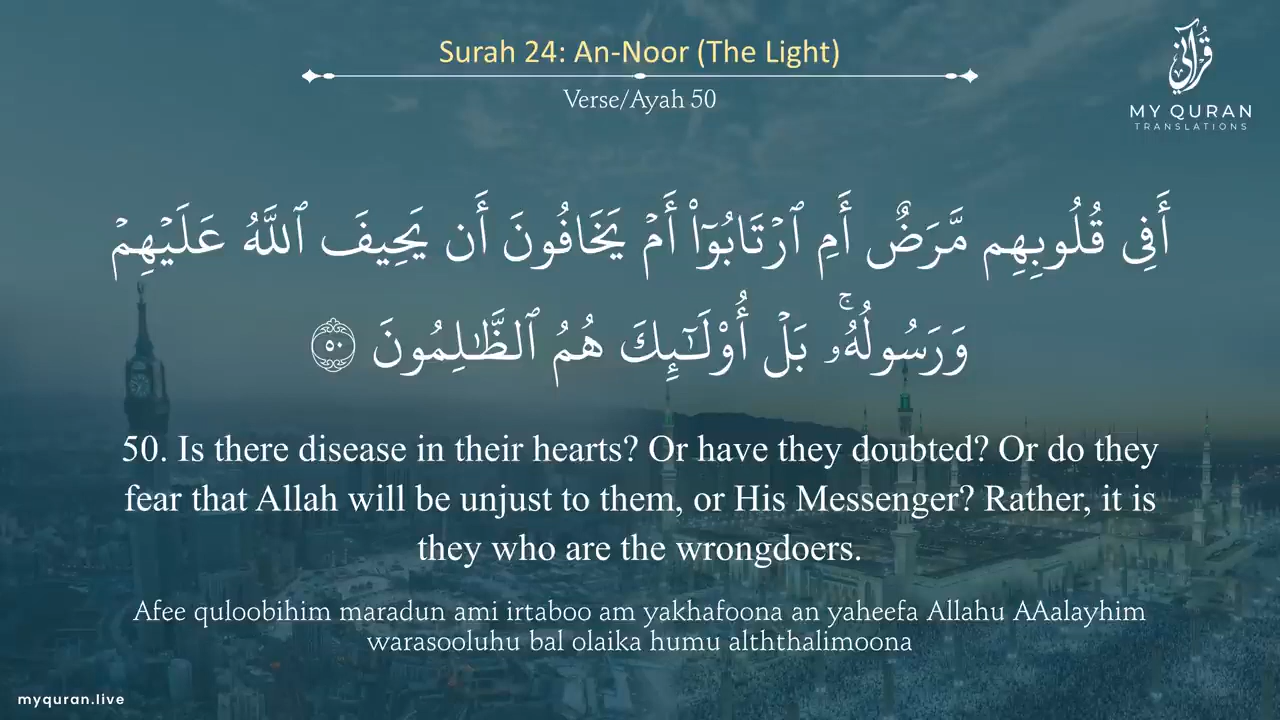 Surah 24: An-Noor (The Light)
Verse/Ayah 50
قُرْآنِي
MY QURAN
TRANSLATIONS
أَفِى قُلُوبِهِم مَّرَضٌ أَمِ ٱرْتَابُوٓا۟ أَمْ يَخَافُونَ أَن يَحِيفَ ٱللَّهُ عَلَيْهِمْ
وَرَسُولُهُۥ ۚ بَلْ أُو۟لَـٰٓئِكَ هُمُ ٱلظَّـٰلِمُونَ ٥٠
50. Is there disease in their hearts? Or have they doubted? Or do they
fear that Allah will be unjust to them, or His Messenger? Rather, it is
they who are the wrongdoers.
Afee quloobihim maradun ami irtaboo am yakhafoona an yaheefa Allahu AAalayhim
warasooluhu bal olaika humu alththalimoona
myquran.live